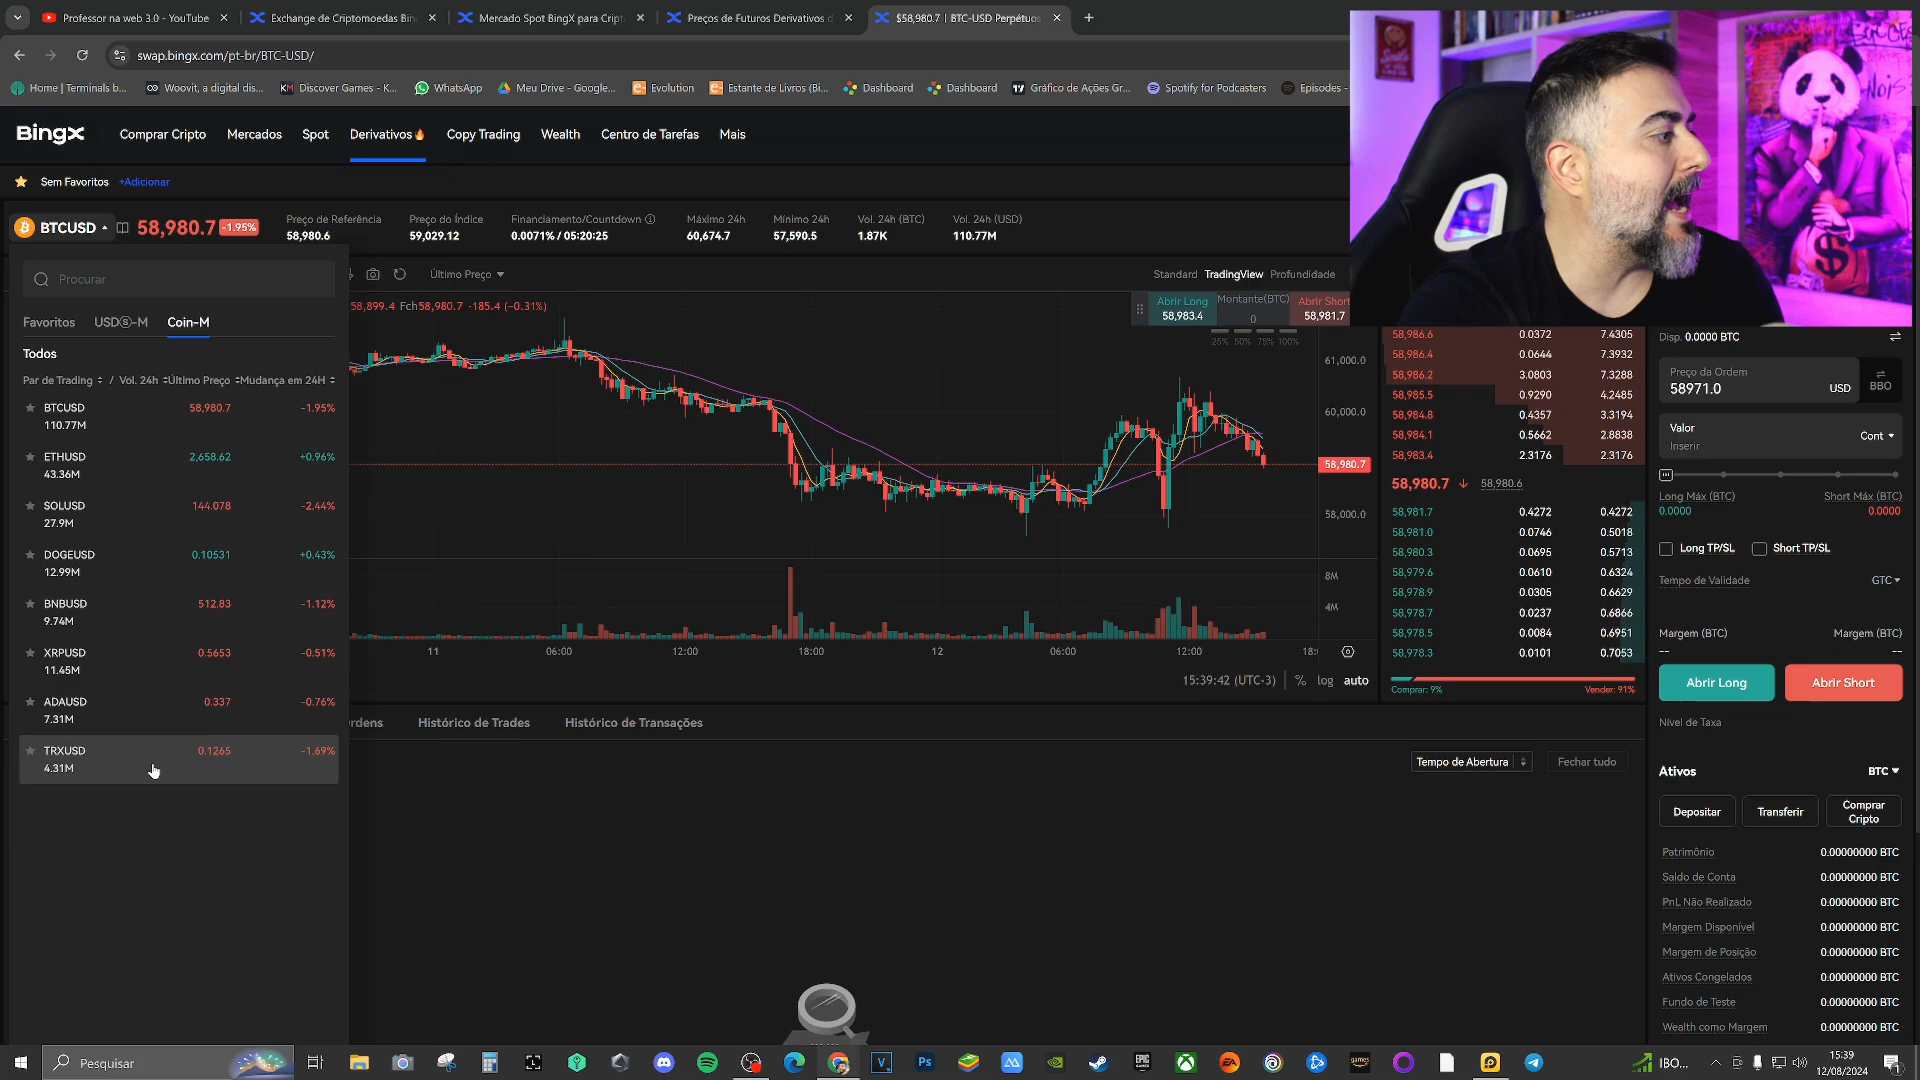 Professor na web 3.0 - YouTube
Exchange de Criptomoedas Bin
Mercado Spot BingX para Cript
Preços de Futuros Derivativos d
$58,980.7 | BTC-USD Perpétuos
swap.bingx.com/pt-br/BTC-USD/
Home | Terminals b...
Woovit, a digital dis...
Discover Games - K...
WhatsApp
Meu Drive - Google...
Evolution
Estante de Livros (Bi...
Dashboard
Dashboard
Gráfico de Ações Gr...
Spotify for Podcasters
Episodes -
BingX
Comprar Cripto
Mercados
Spot
Derivativos
Copy Trading
Wealth
Centro de Tarefas
Mais
Sem Favoritos
+Adicionar
BTCUSD
58,980.7
-1.95%
Preço de Referência
58,980.6
Preço do Índice
59,029.12
Financiamento/Countdown
0.0071% / 05:20:25
Máximo 24h
60,674.7
Mínimo 24h
57,590.5
Vol. 24h (BTC)
1.87K
Vol. 24h (USD)
110.77M
Procurar
Favoritos
USDⓈ-M
Coin-M
Todos
Par de Trading / Vol. 24h
Último Preço
Mudança em 24H
BTCUSD 58,980.7 -1.95%
110.77M
ETHUSD 2,658.62 +0.96%
43.36M
SOLUSD 144.078 -2.44%
27.9M
DOGEUSD 0.10531 +0.43%
12.99M
BNBUSD 512.83 -1.12%
9.74M
XRPUSD 0.5653 -0.51%
11.45M
ADAUSD 0.337 -0.76%
7.31M
TRXUSD 0.1265 -1.69%
4.31M
Último Preço
Standard
TradingView
Profundidade
58,899.4 Fch58,980.7 -185.4 (-0.31%)
Abrir Long
58,983.4
Montante(BTC)
0
Abrir Short
58,981.7
25% 50% 75% 100%
61,000.0
60,000.0
58,980.7
58,000.0
8M
4M
11 06:00 12:00 18:00 12 06:00 12:00 18:
15:39:42 (UTC-3)
% log auto
58,986.6 0.0372 7.4305
58,986.4 0.0644 7.3932
58,986.2 3.0803 7.3288
58,985.5 0.9290 4.2485
58,984.8 0.4357 3.3194
58,984.1 0.5662 2.8838
58,983.4 2.3176 2.3176
58,980.7 ↓ 58,980.6
58,981.7 0.4272 0.4272
58,981.0 0.0746 0.5018
58,980.3 0.0695 0.5713
58,979.6 0.0610 0.6324
58,978.9 0.0305 0.6629
58,978.7 0.0237 0.6866
58,978.5 0.0084 0.6951
58,978.3 0.0101 0.7053
Comprar: 9%
Vender: 91%
Disp. 0.0000 BTC
Preço da Ordem
58971.0
USD
BBO
Valor
Inserir
Cont
Long Máx (BTC)
0.0000
Short Máx (BTC)
0.0000
Long TP/SL
Short TP/SL
Tempo de Validade
GTC
Margem (BTC)
--
Margem (BTC)
--
Abrir Long
Abrir Short
Nível de Taxa
rdens
Histórico de Trades
Histórico de Transações
Tempo de Abertura
Fechar tudo
Ativos
BTC
Depositar
Transferir
Comprar
Cripto
Patrimônio 0.00000000 BTC
Saldo de Conta 0.00000000 BTC
PnL Não Realizado 0.00000000 BTC
Margem Disponível 0.00000000 BTC
Margem de Posição 0.00000000 BTC
Ativos Congelados 0.00000000 BTC
Fundo de Teste 0.00000000 BTC
Wealth como Margem 0.00000000 BTC
Pesquisar
IBO...
15:39
12/08/2024